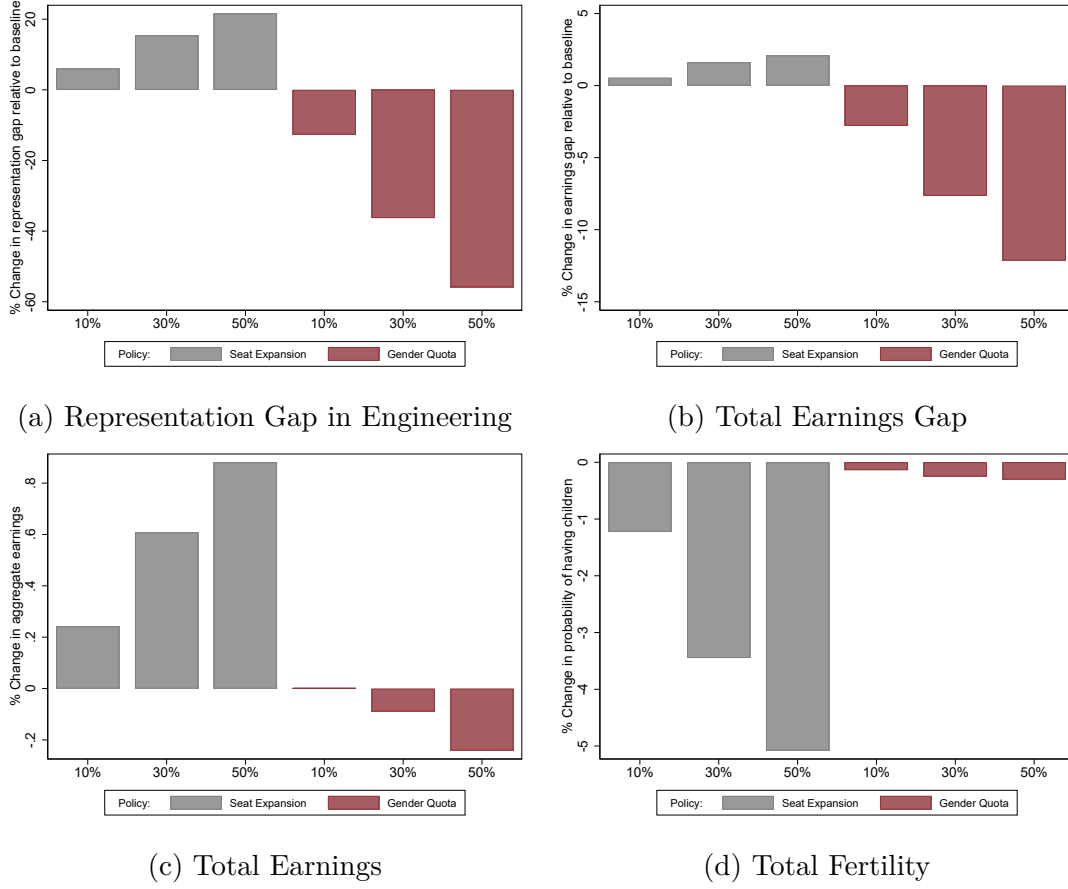 % Change in representation gap relative to baseline
20
0
-20
-40
-60
10% 30% 50% 10% 30% 50%
Policy: Seat Expansion Gender Quota
(a) Representation Gap in Engineering
% Change in earnings gap relative to baseline
5
0
-5
-10
-15
10% 30% 50% 10% 30% 50%
Policy: Seat Expansion Gender Quota
(b) Total Earnings Gap
% Change in aggregate earnings
.8
.6
.4
.2
0
-.2
10% 30% 50% 10% 30% 50%
Policy: Seat Expansion Gender Quota
(c) Total Earnings
% Change in probability of having children
0
-1
-2
-3
-4
-5
10% 30% 50% 10% 30% 50%
Policy: Seat Expansion Gender Quota
(d) Total Fertility